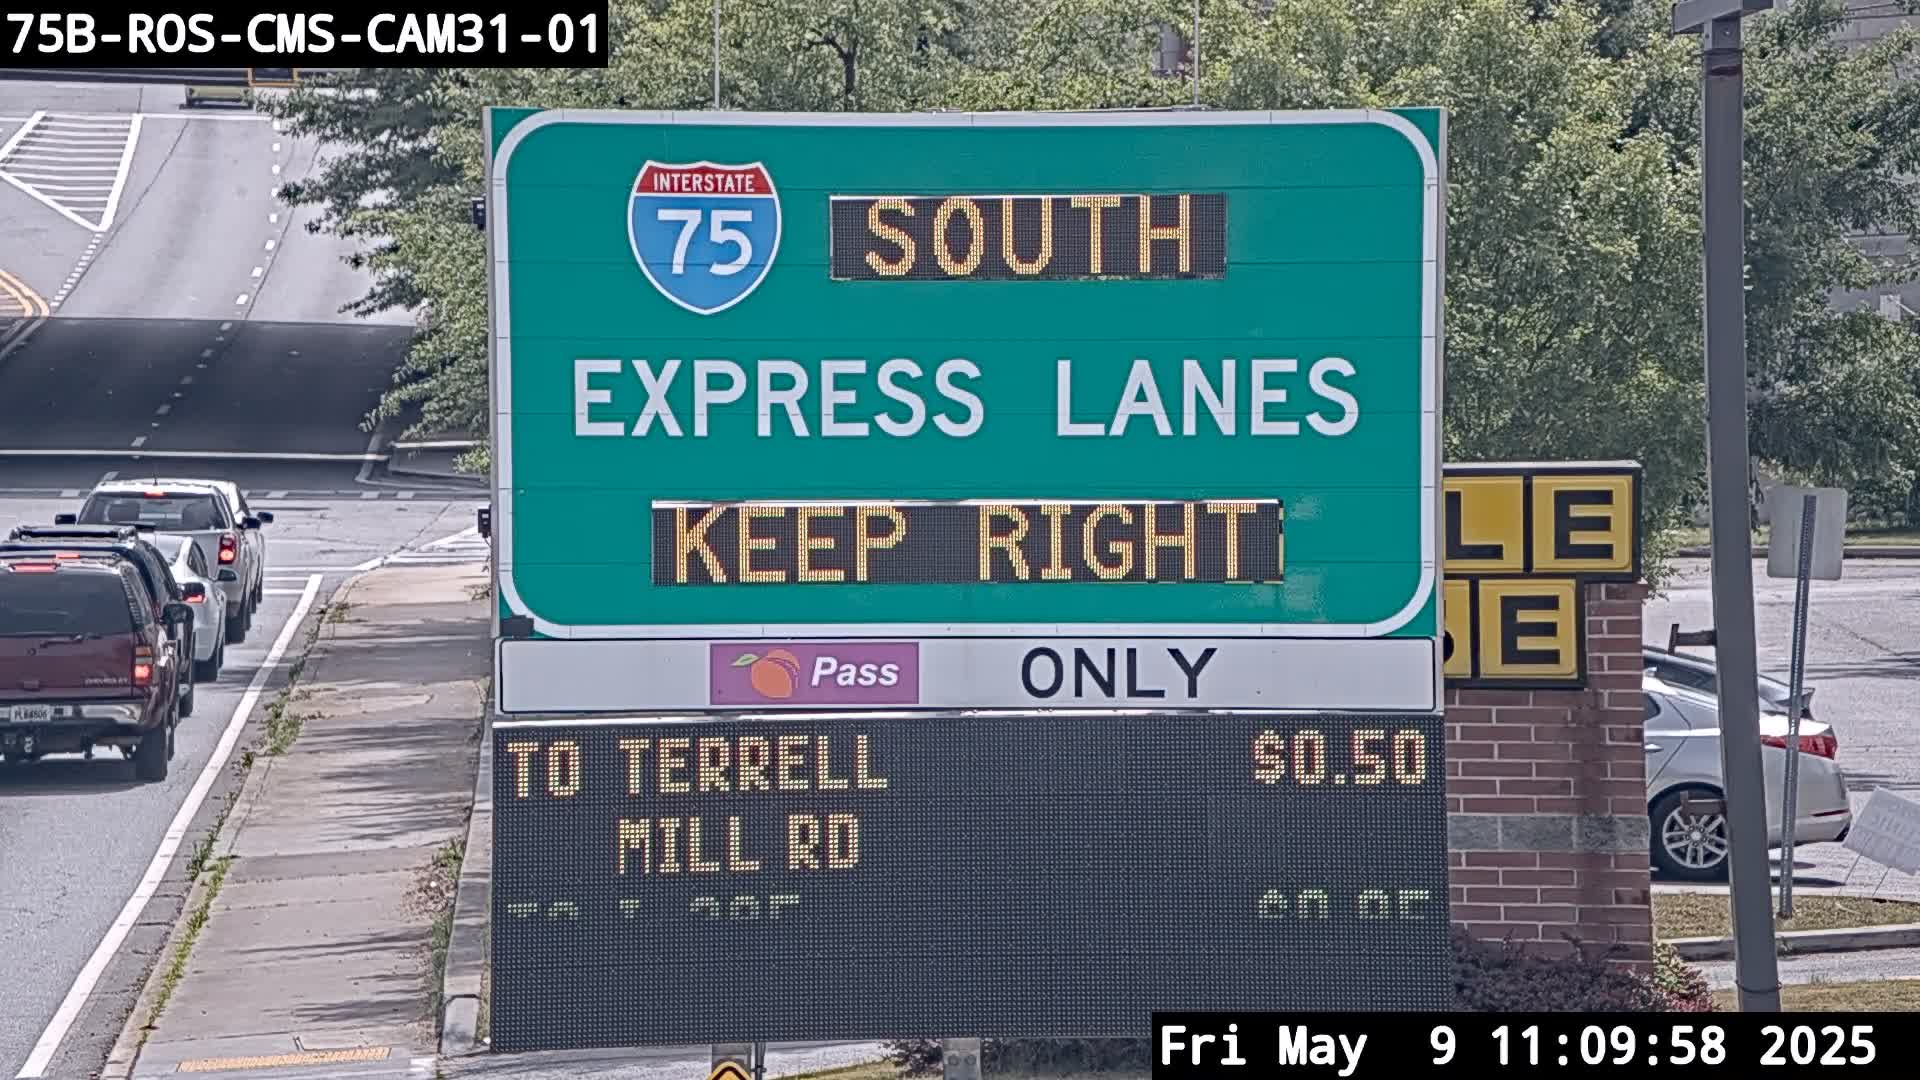 75B-ROS-CMS-CAM31-01
INTERSTATE
75
SOUTH
EXPRESS LANES
KEEP RIGHT
Pass ONLY
TO TERRELL $0.50
MILL RD
LE
E
CHEVROLET
Fri May 9 11:09:58 2025